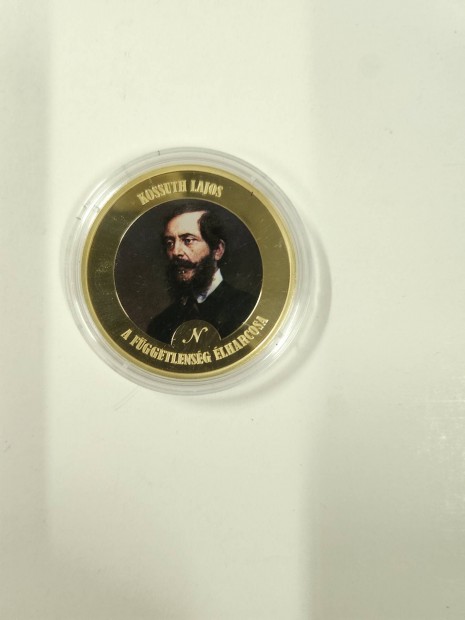 KOSSUTH LAJOS
N
A FÜGGETLENSÉG ÉLHARCOSA